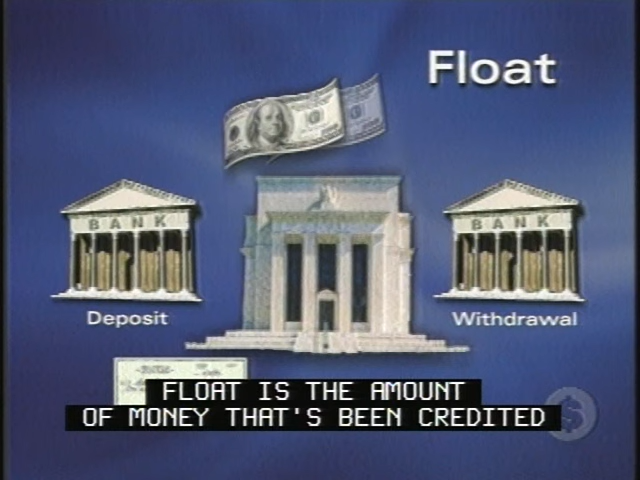 Float
BANK
BANK
Deposit
Withdrawal
FLOAT IS THE AMOUNT
OF MONEY THAT'S BEEN CREDITED
$